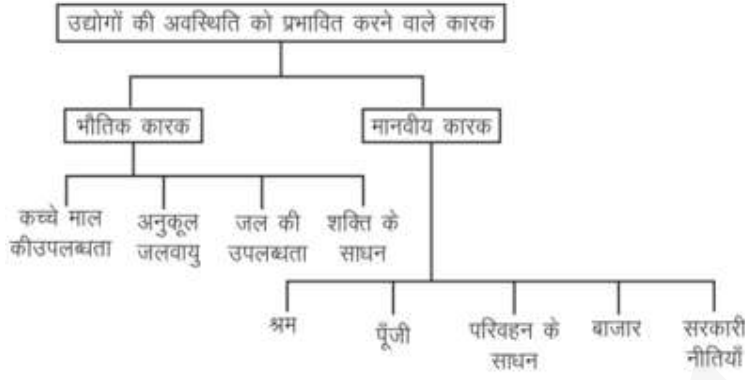 उद्योगों की अवस्थिति को प्रभावित करने वाले कारक
भौतिक कारक
मानवीय कारक
कच्चे माल
कीउपलब्धता
अनुकूल
जलवायु
जल की
उपलब्धता
शक्ति के
साधन
श्रम
पूँजी
परिवहन के
साधन
बाजार
सरकारी
नीतियाँ